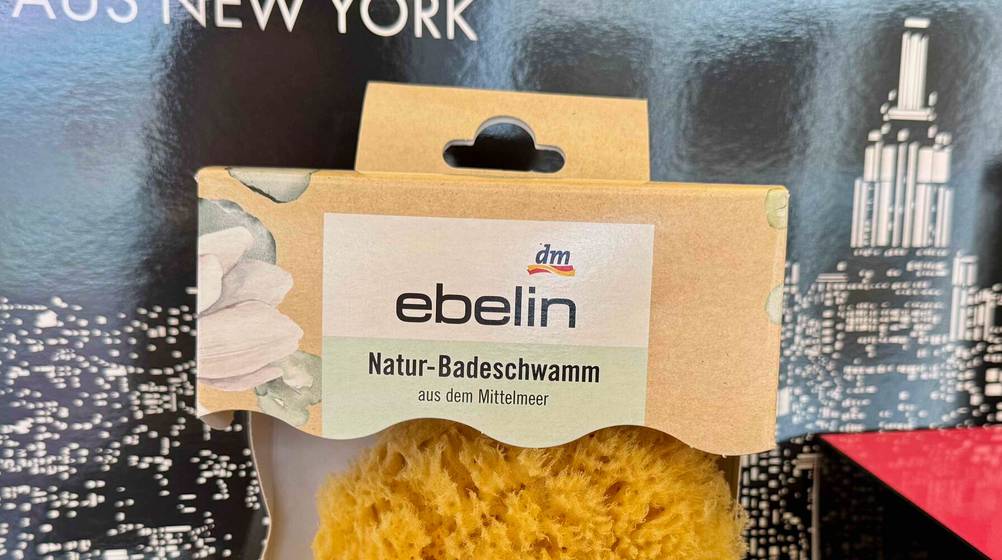 AUS NEW YORK
dm
ebelin
Natur-Badeschwamm
aus dem Mittelmeer